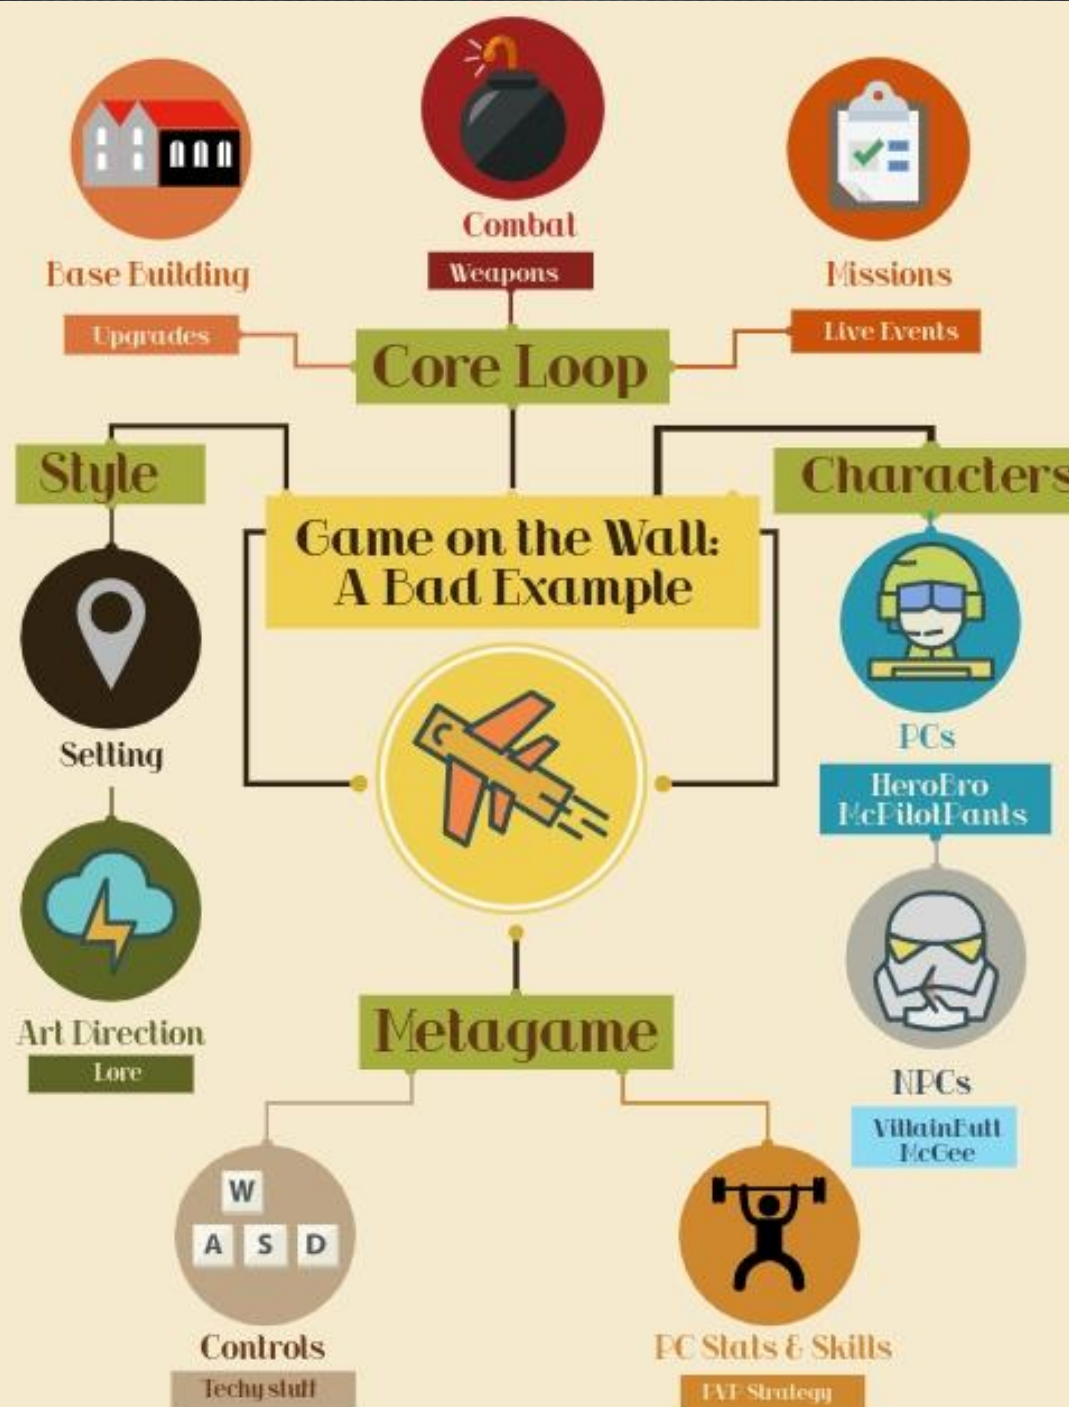 Combat
Weapons
Base Building
Upgrades
Missions
Live Events
Core Loop
Style
Characters
Game on the Wall:
A Bad Example
Setting
PCs
HeroBro
McPilotPants
Art Direction
Lore
Metagame
NPCs
VillainButt
McGee
W
A S D
Controls
Techy stuff
PC Stats & Skills
PVP Strategy